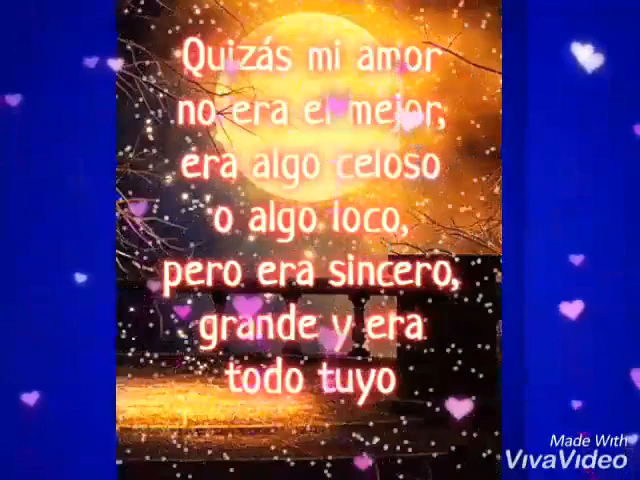 Quizás mi amor
no era el mejor,
era algo celoso
o algo loco,
pero era sincero,
grande y era
todo tuyo
Made With
VivaVideo